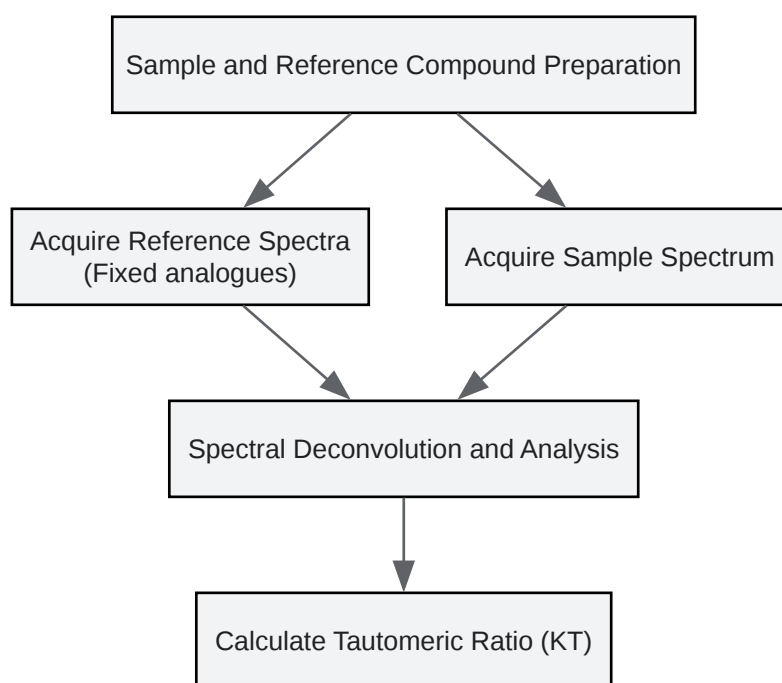 Sample and Reference Compound Preparation
Acquire Reference Spectra
(Fixed analogues)
Acquire Sample Spectrum
Spectral Deconvolution and Analysis
Calculate Tautomeric Ratio (KT)